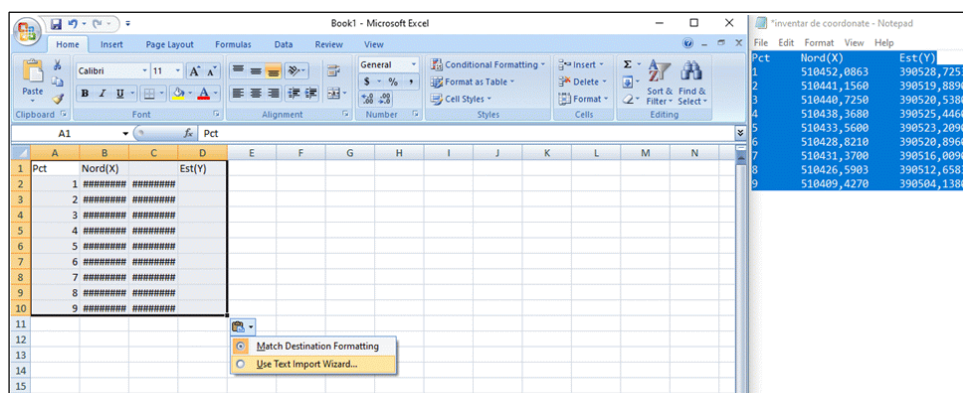 Book1 - Microsoft Excel
Home Insert Page Layout Formulas Data Review View
Paste
Calibri 11 A A
B I U A
General
$ % ,
Conditional Formatting
Format as Table
Cell Styles
Insert
Delete
Format
Σ
Sort & Filter
Find & Select
Clipboard Font Alignment Number Styles Cells Editing
A1 fx Pct
A B C D E F G H I J K L M N
1 Pct Nord(X) Est(Y)
2 1 ######## ########
3 2 ######## ########
4 3 ######## ########
5 4 ######## ########
6 5 ######## ########
7 6 ######## ########
8 7 ######## ########
9 8 ######## ########
10 9 ######## ########
11
12
13
14
15
Match Destination Formatting
Use Text Import Wizard...
*inventar de coordonate - Notepad
File Edit Format View Help
Pct Nord(X) Est(Y)
1 510452,0863 390528,725
2 510441,1560 390519,889
3 510440,7250 390520,538
4 510438,3680 390525,446
5 510433,5600 390523,209
6 510428,8210 390520,896
7 510431,3700 390516,009
8 510426,5903 390512,658
9 510409,4270 390504,138